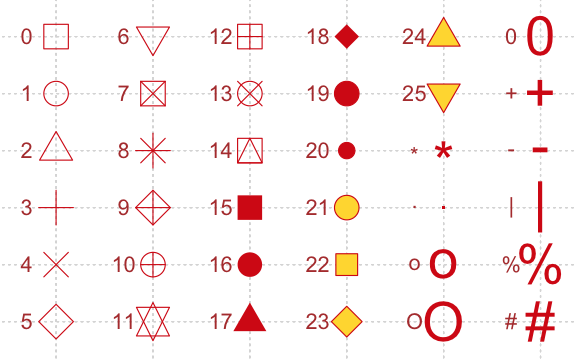 0 6 12 18 24 0 0
1 7 13 19 25 + +
2 8 14 20 * * - -
3 9 15 21 . . | |
4 10 16 22 o o % %
5 11 17 23 O O # #